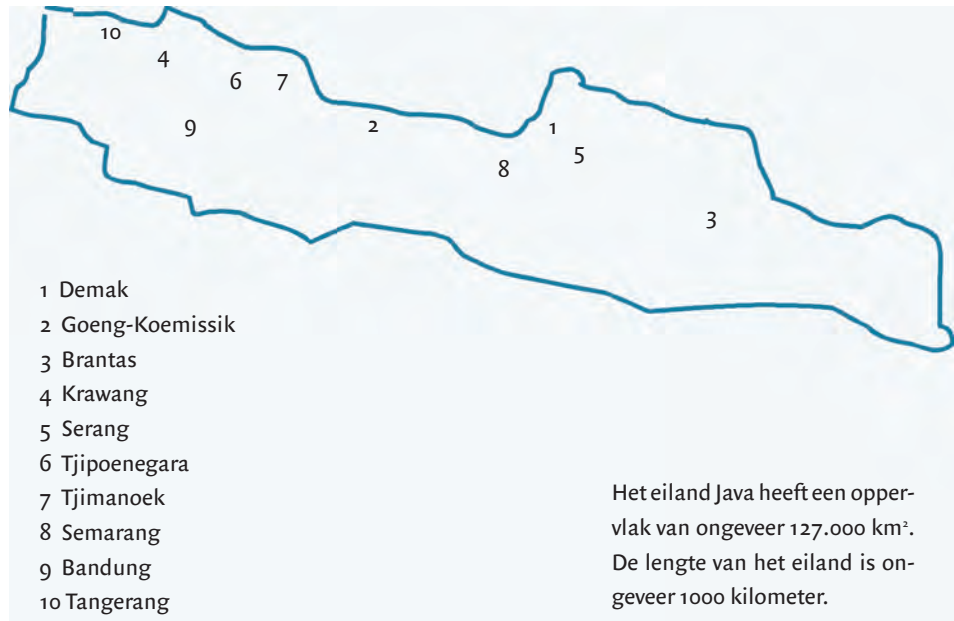 10
4
6
7
9
2
1
8
5
3
1 Demak
2 Goeng-Koemissik
3 Brantas
4 Krawang
5 Serang
6 Tjipoenegara
7 Tjimanoek
8 Semarang
9 Bandung
10 Tangerang
Het eiland Java heeft een opper-
vlak van ongeveer 127.000 km².
De lengte van het eiland is on-
geveer 1000 kilometer.